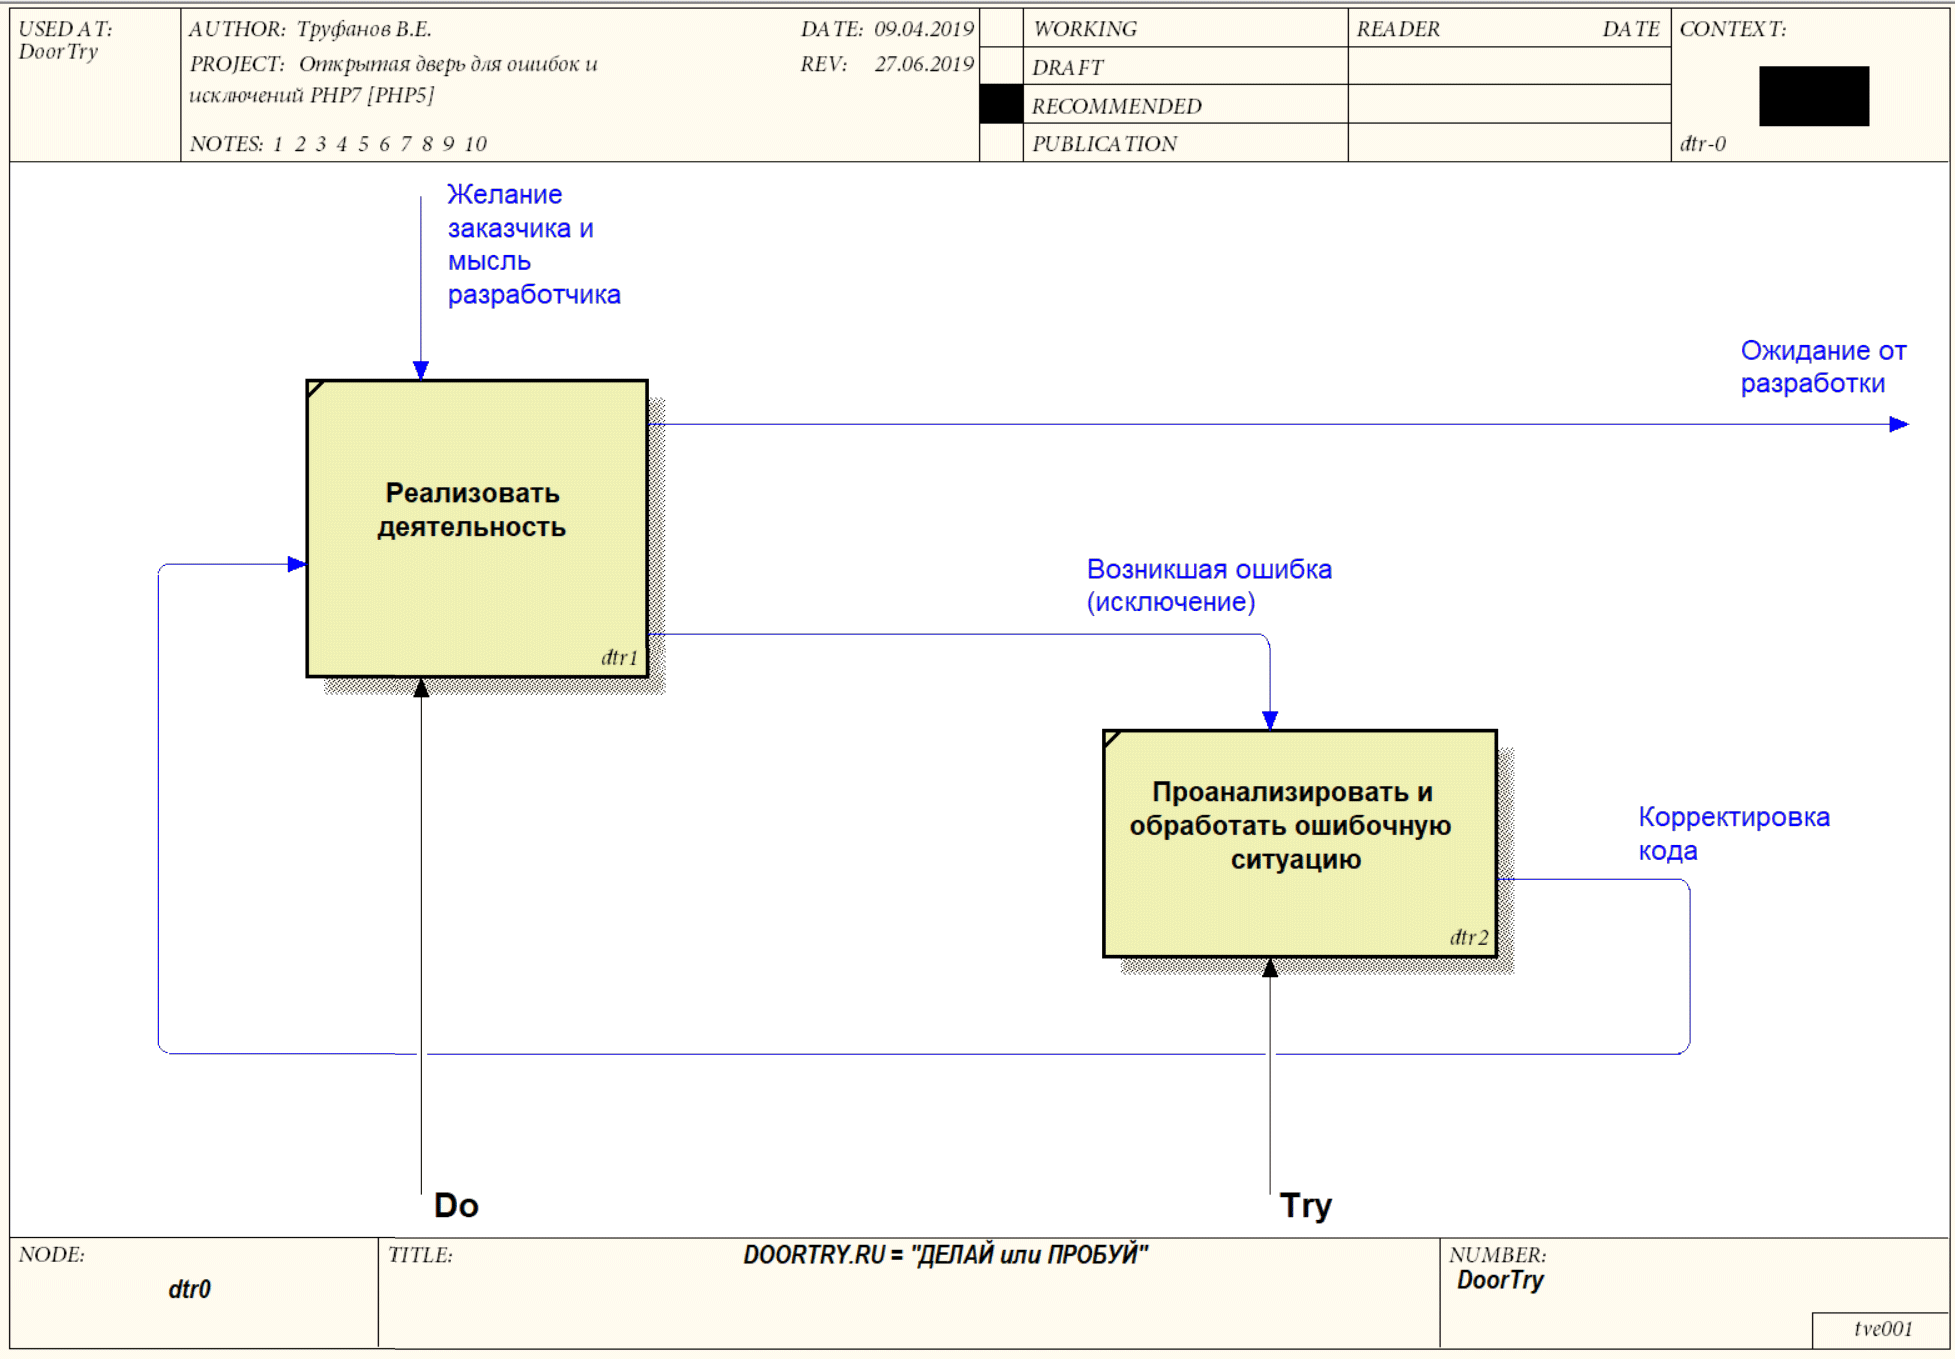 USED AT:
DoorTry
AUTHOR: Труфанов В.Е.
DATE: 09.04.2019
PROJECT: Открытая дверь для ошибок и
исключений PHP7 [PHP5]
REV: 27.06.2019
NOTES: 1 2 3 4 5 6 7 8 9 10
WORKING
DRAFT
RECOMMENDED
PUBLICATION
READER DATE
CONTEXT:
dtr-0
Желание
заказчика и
мысль
разработчика
Ожидание от
разработки
Реализовать
деятельность
dtr1
Возникшая ошибка
(исключение)
Проанализировать и
обработать ошибочную
ситуацию
dtr2
Корректировка
кода
Do
Try
NODE:
dtr0
TITLE:
DOORTRY.RU = "ДЕЛАЙ или ПРОБУЙ"
NUMBER:
DoorTry
tve001